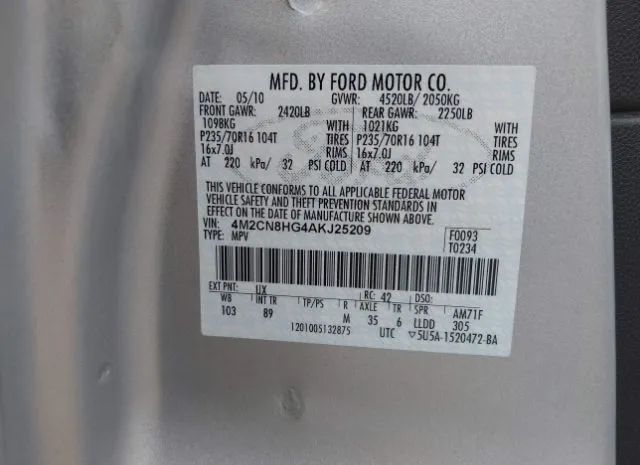 MFD. BY FORD MOTOR CO.
DATE: 05/10 GVWR: 4520LB/ 2050KG
FRONT GAWR: 2420LB REAR GAWR: 2250LB
1098KG WITH 1021KG WITH
P235/70R16 104T TIRES P235/70R16 104T TIRES
16x7.0J RIMS 16x7.0J RIMS
AT 220 kPa/ 32 PSI COLD AT 220 kPa/ 32 PSI COLD
THIS VEHICLE CONFORMS TO ALL APPLICABLE FEDERAL MOTOR
VEHICLE SAFETY AND THEFT PREVENTION STANDARDS IN
EFFECT ON THE DATE OF MANUFACTURE SHOWN ABOVE.
VIN: 4M2CN8HG4AKJ25209 F0093
TYPE: MPV T0234
EXT PNT: UX RC: 42 DSO:
WB INT TR TP/PS R AXLE TR SPR AM71F
103 89 M 35 6 LLDD 305
1201005132875 UTC 5U5A-1520472-BA